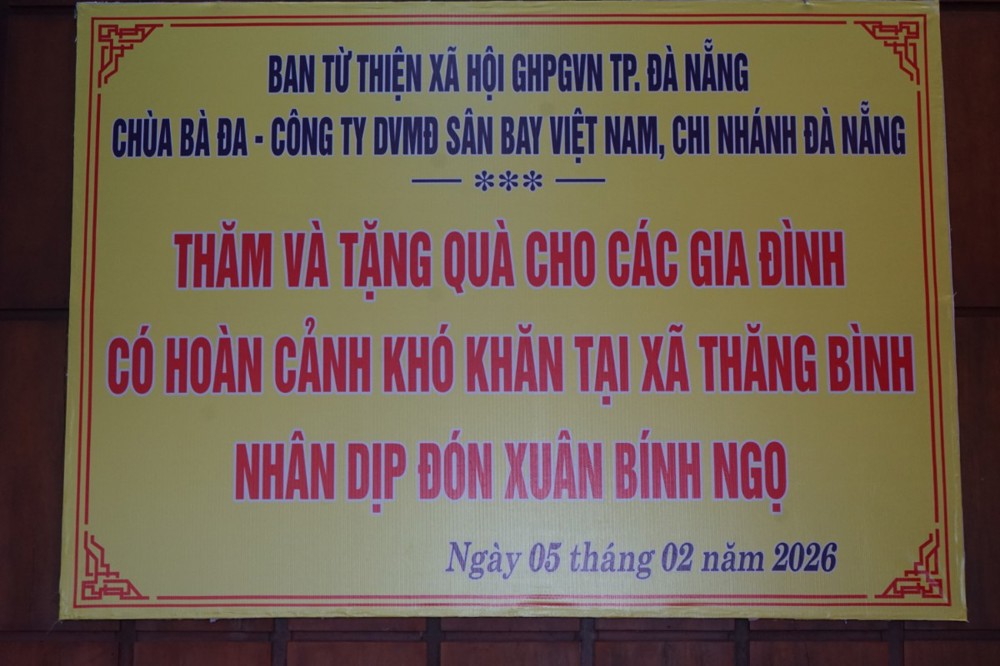 BAN TỪ THIỆN XÃ HỘI GHPGVN TP. ĐÀ NẴNG
CHÙA BÀ ĐA - CÔNG TY DVMĐ SÂN BAY VIỆT NAM, CHI NHÁNH ĐÀ NẴNG
***
THĂM VÀ TẶNG QUÀ CHO CÁC GIA ĐÌNH
CÓ HOÀN CẢNH KHÓ KHĂN TẠI XÃ THĂNG BÌNH
NHÂN DỊP ĐÓN XUÂN BÍNH NGỌ
Ngày 05 tháng 02 năm 2026